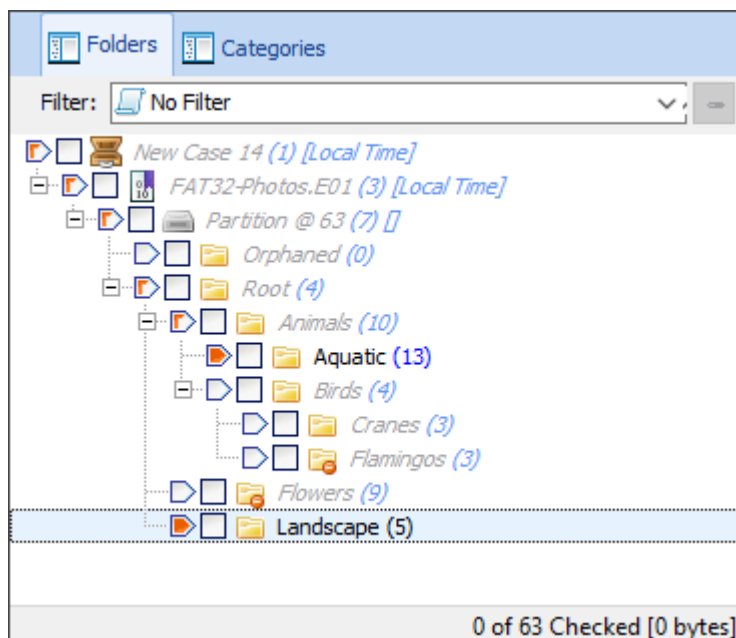 Folders Categories
Filter: No Filter
New Case 14 (1) [Local Time]
FAT32-Photos.E01 (3) [Local Time]
Partition @ 63 (7) []
Orphaned (0)
Root (4)
Animals (10)
Aquatic (13)
Birds (4)
Cranes (3)
Flamingos (3)
Flowers (9)
Landscape (5)
0 of 63 Checked [0 bytes]